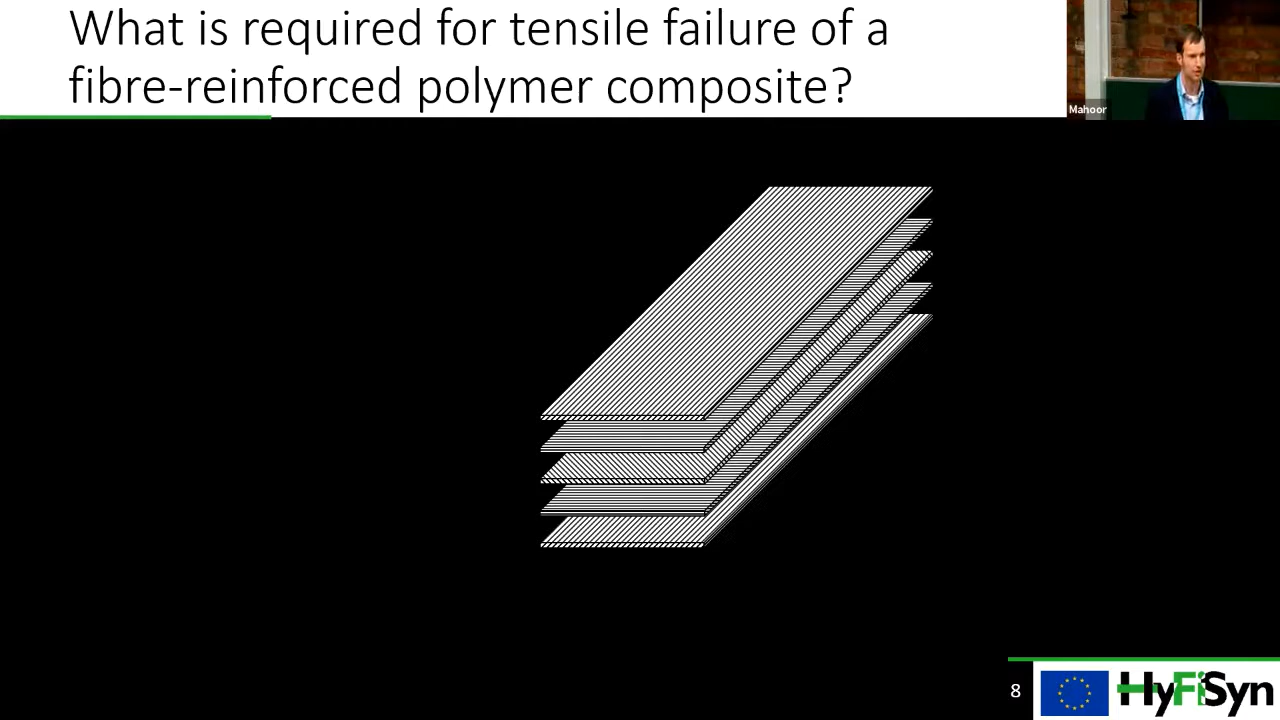 What is required for tensile failure of a
fibre-reinforced polymer composite?
Mahoor
8
HyFiSyn